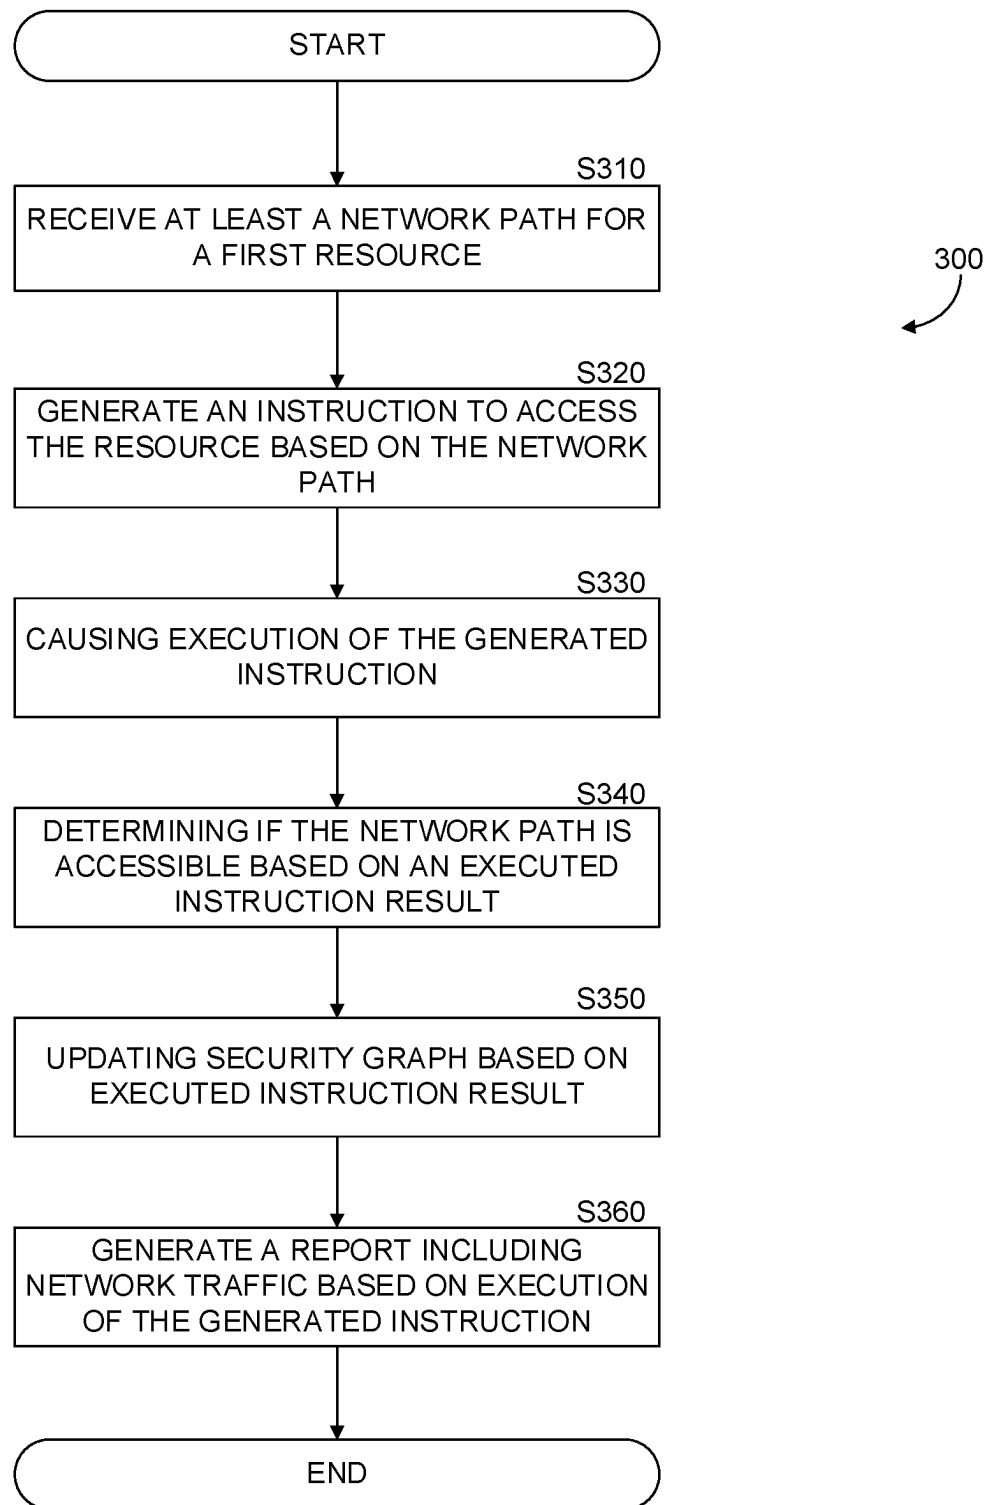 START
S310
RECEIVE AT LEAST A NETWORK PATH FOR
A FIRST RESOURCE
300
S320
GENERATE AN INSTRUCTION TO ACCESS
THE RESOURCE BASED ON THE NETWORK
PATH
S330
CAUSING EXECUTION OF THE GENERATED
INSTRUCTION
S340
DETERMINING IF THE NETWORK PATH IS
ACCESSIBLE BASED ON AN EXECUTED
INSTRUCTION RESULT
S350
UPDATING SECURITY GRAPH BASED ON
EXECUTED INSTRUCTION RESULT
S360
GENERATE A REPORT INCLUDING
NETWORK TRAFFIC BASED ON EXECUTION
OF THE GENERATED INSTRUCTION
END